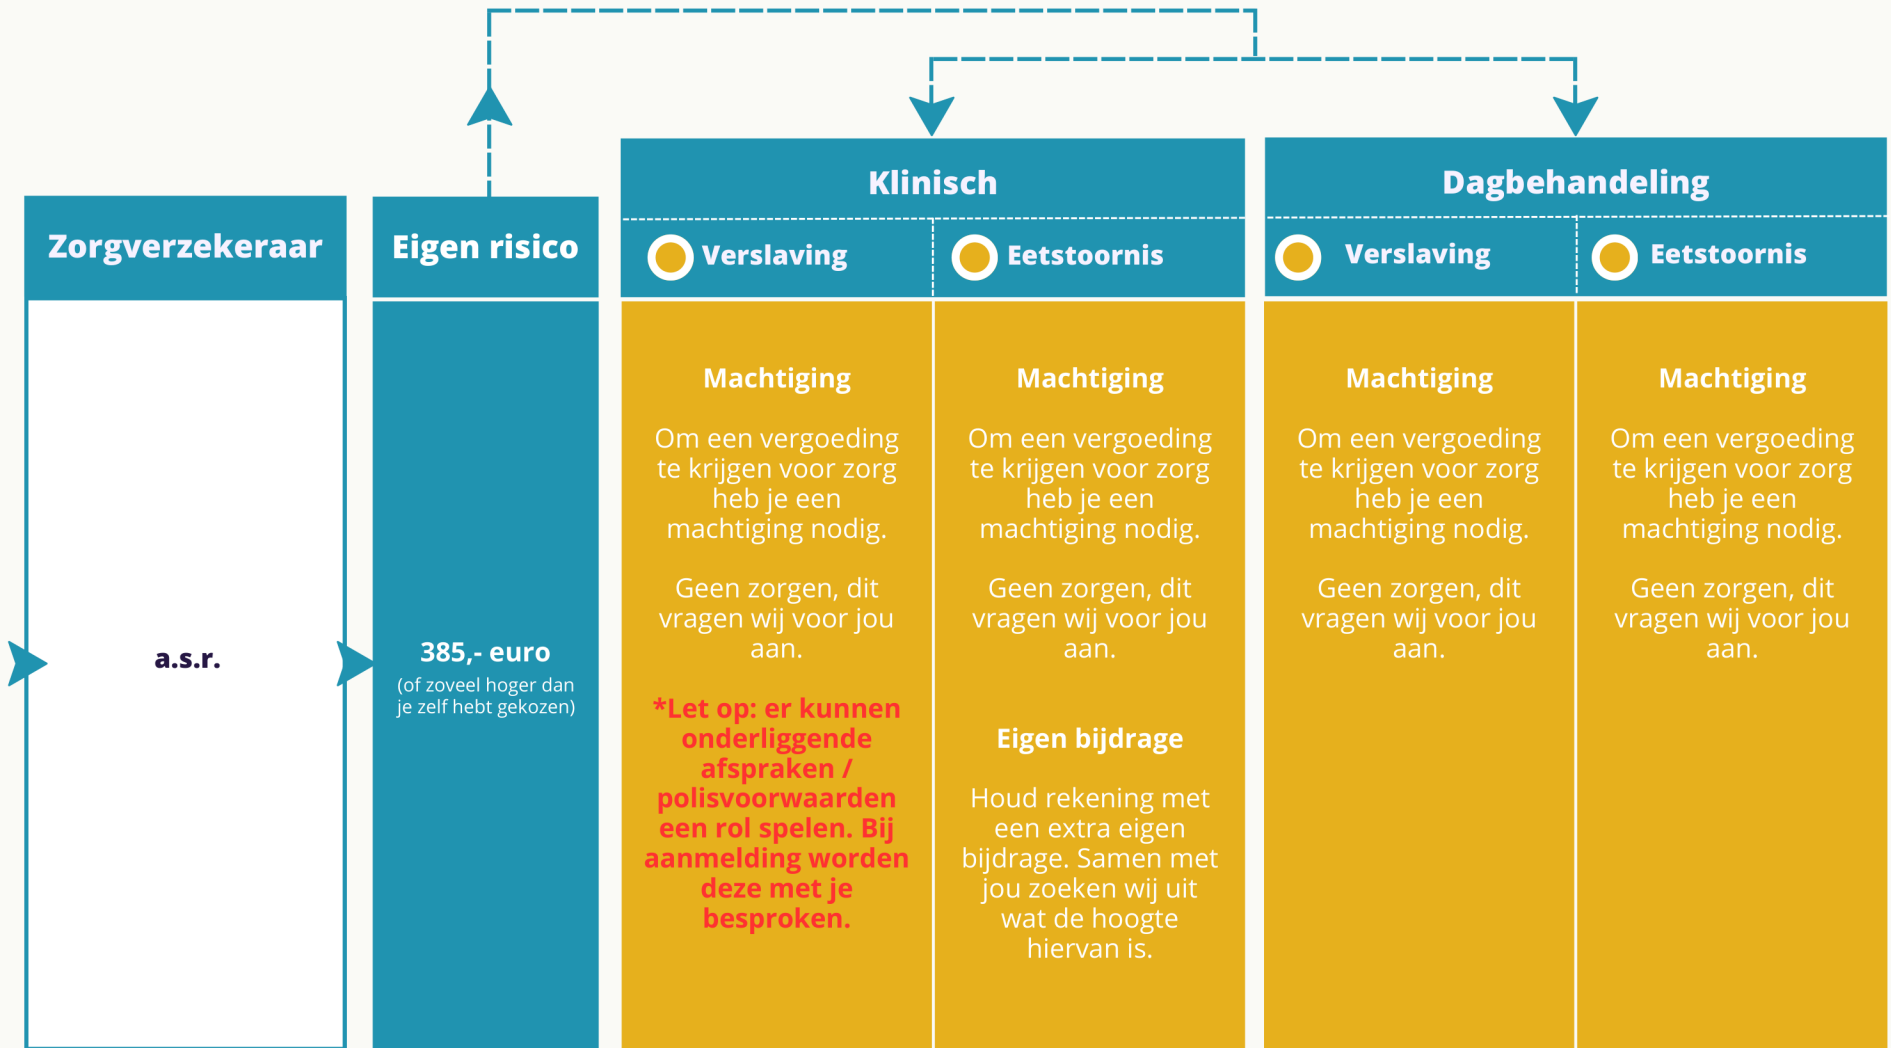 Zorgverzekeraar
a.s.r.
Eigen risico
385,- euro
(of zoveel hoger dan
je zelf hebt gekozen)
Klinisch
Verslaving
Machtiging
Om een vergoeding
te krijgen voor zorg
heb je een
machtiging nodig.
Geen zorgen, dit
vragen wij voor jou
aan.
*Let op: er kunnen
onderliggende
afspraken /
polisvoorwaarden
een rol spelen. Bij
aanmelding worden
deze met je
besproken.
Eetstoornis
Machtiging
Om een vergoeding
te krijgen voor zorg
heb je een
machtiging nodig.
Geen zorgen, dit
vragen wij voor jou
aan.
Eigen bijdrage
Houd rekening met
een extra eigen
bijdrage. Samen met
jou zoeken wij uit
wat de hoogte
hiervan is.
Dagbehandeling
Verslaving
Machtiging
Om een vergoeding
te krijgen voor zorg
heb je een
machtiging nodig.
Geen zorgen, dit
vragen wij voor jou
aan.
Eetstoornis
Machtiging
Om een vergoeding
te krijgen voor zorg
heb je een
machtiging nodig.
Geen zorgen, dit
vragen wij voor jou
aan.